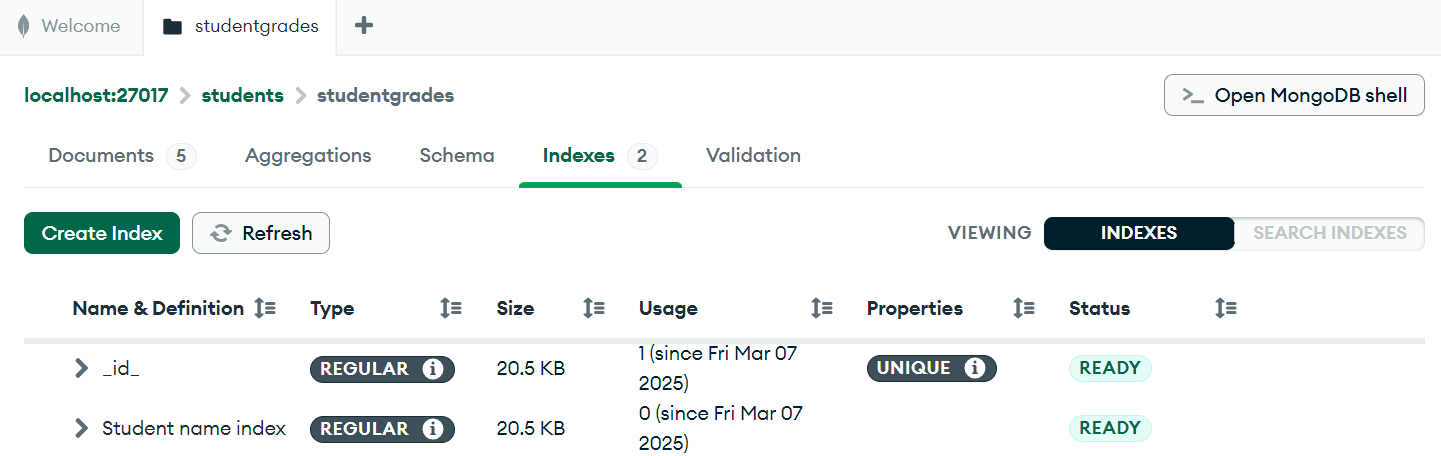 Welcome
studentgrades
localhost:27017 students studentgrades
>_ Open MongoDB shell
Documents 5 Aggregations Schema Indexes 2 Validation
Create Index Refresh VIEWING INDEXES SEARCH INDEXES
Name & Definition Type Size Usage Properties Status
_id_ REGULAR 20.5 KB 1 (since Fri Mar 07
2025) UNIQUE READY
Student name index REGULAR 20.5 KB 0 (since Fri Mar 07
2025) READY